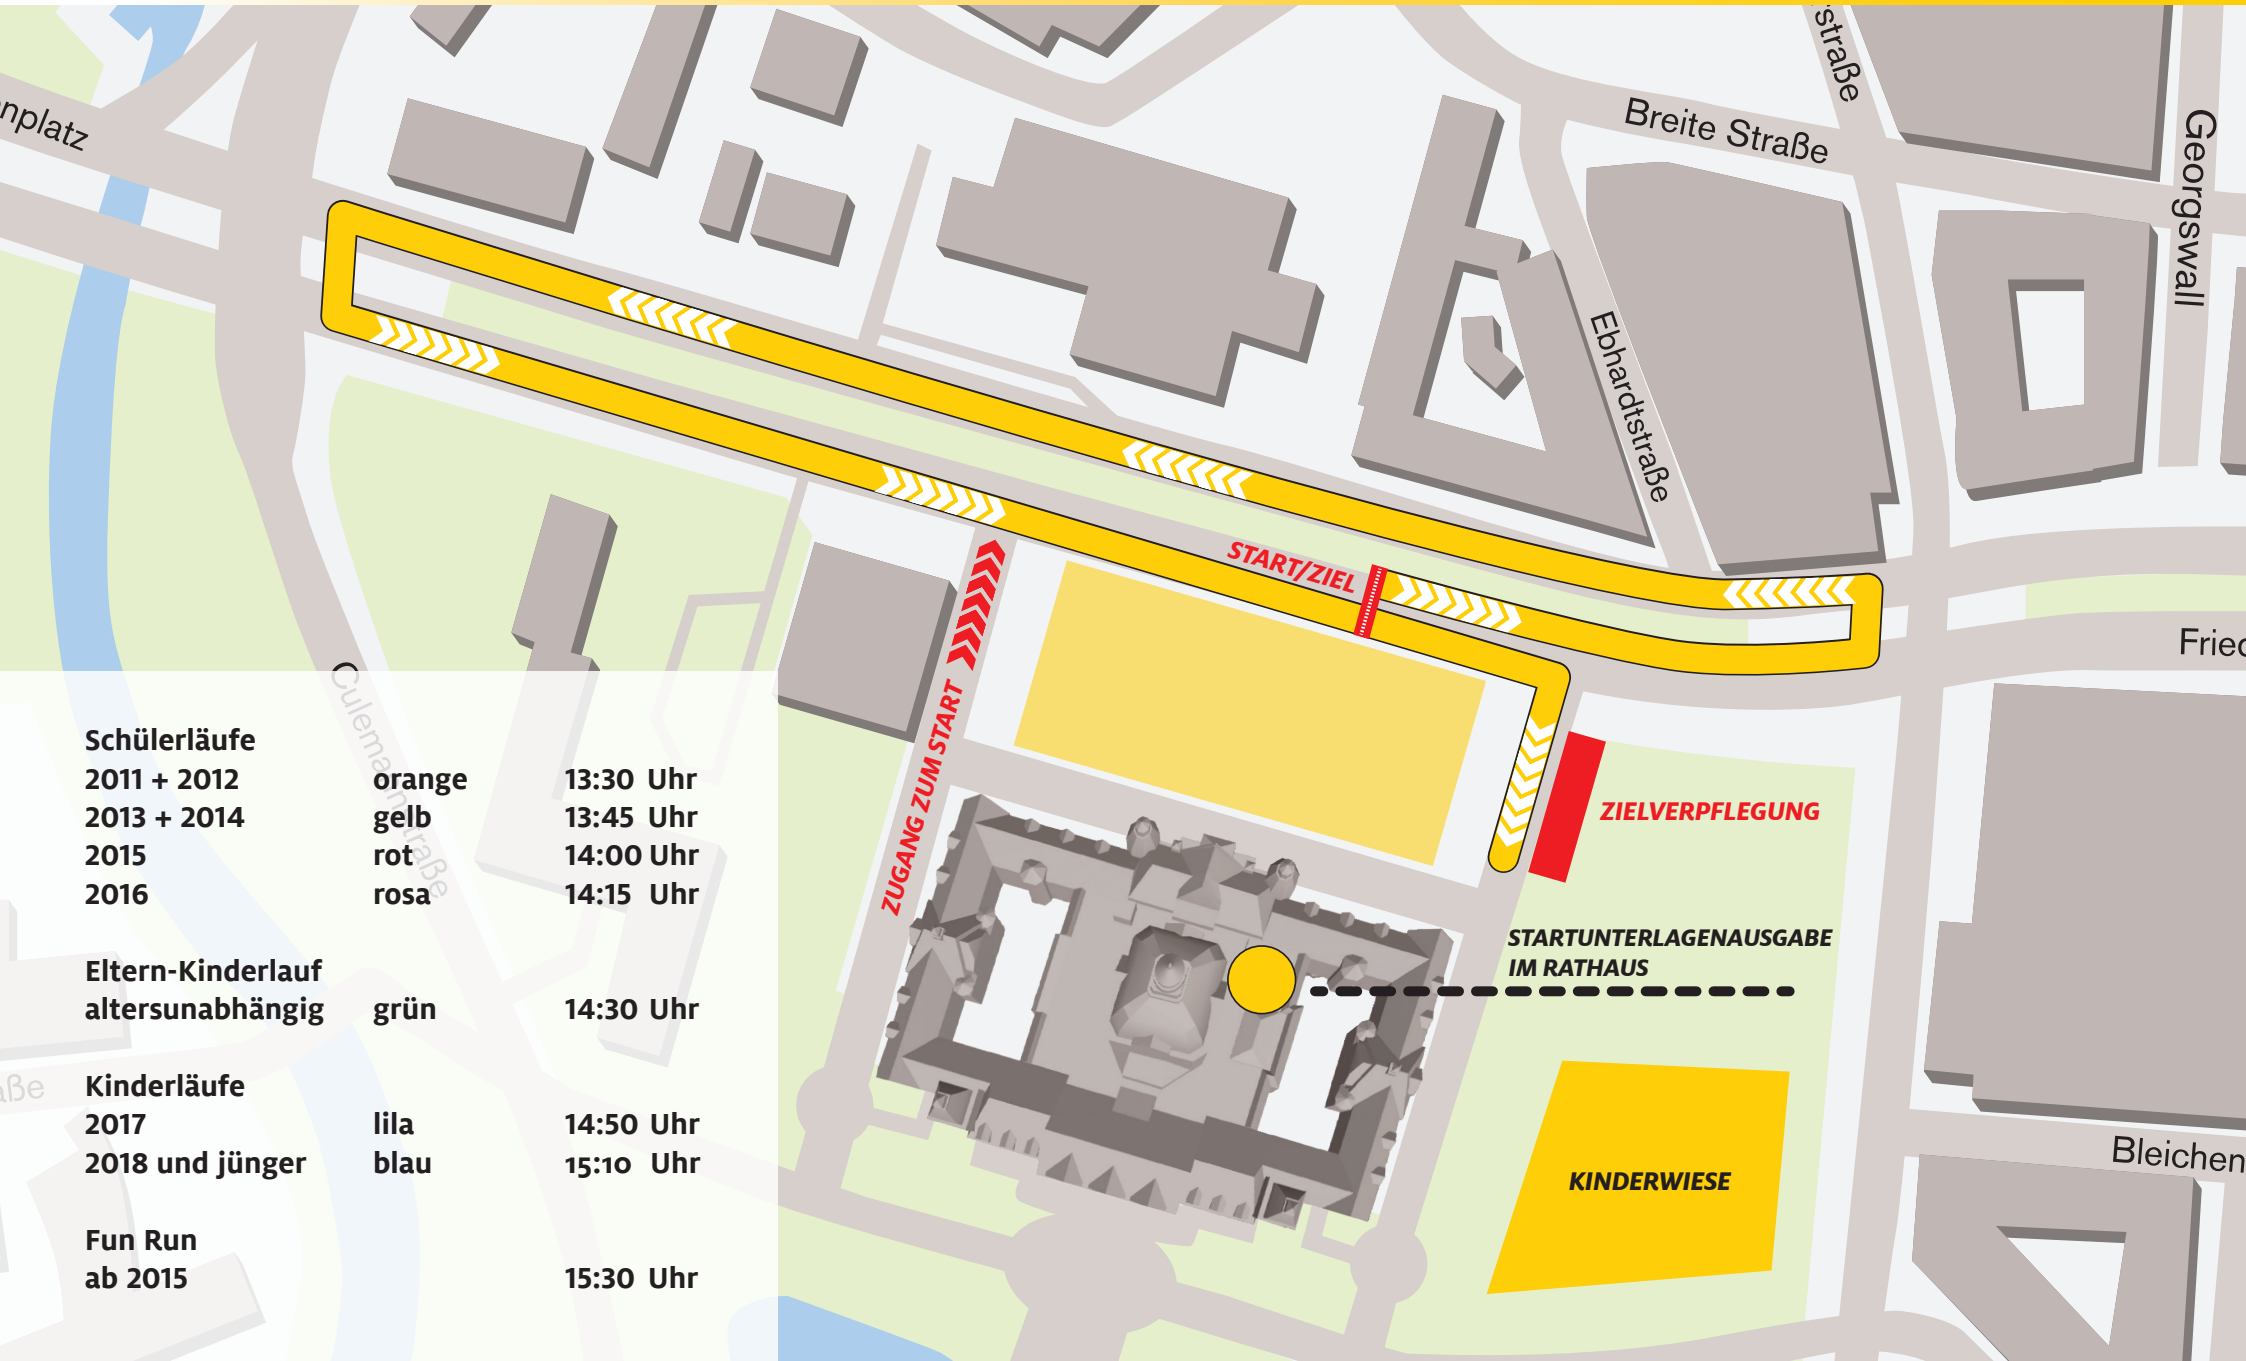 nplatz
straße
Breite Straße
Georgswall
Ebhardtstraße
START/ZIEL
Fried
ZUGANG ZUM START
ZIELVERPFLEGUNG
STARTUNTERLAGENAUSGABE
IM RATHAUS
KINDERWIESE
Bleichen
Culemannstraße
aße
Schülerläufe
2011 + 2012 orange 13:30 Uhr
2013 + 2014 gelb 13:45 Uhr
2015 rot 14:00 Uhr
2016 rosa 14:15 Uhr
Eltern-Kinderlauf
altersunabhängig grün 14:30 Uhr
Kinderläufe
2017 lila 14:50 Uhr
2018 und jünger blau 15:10 Uhr
Fun Run
ab 2015 15:30 Uhr